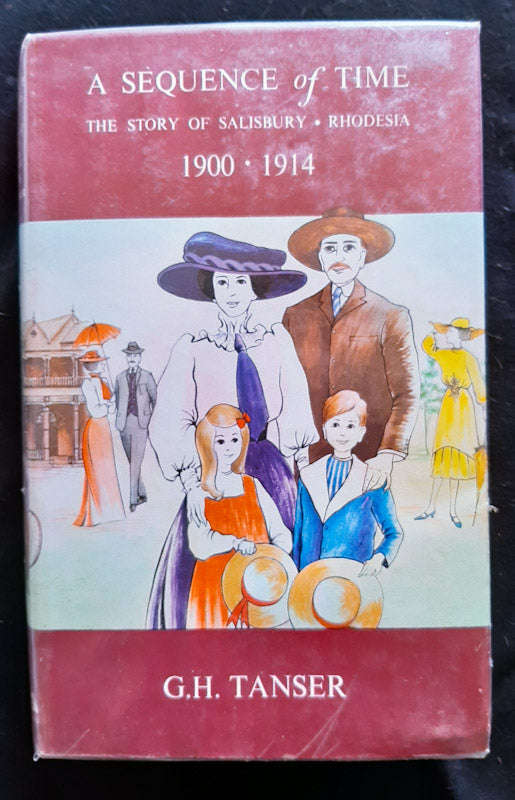 A SEQUENCE of TIME
THE STORY OF SALISBURY • RHODESIA
1900 • 1914
G.H. TANSER